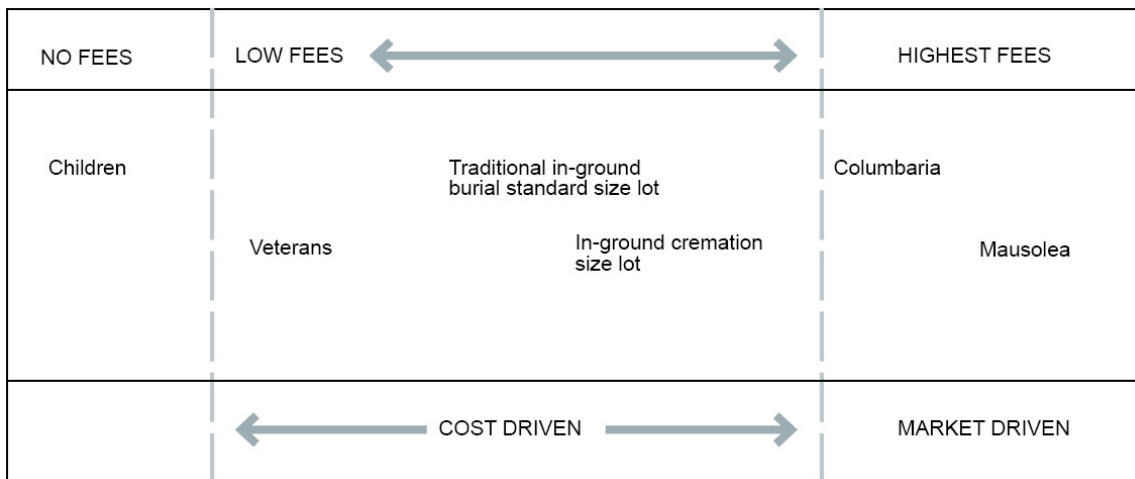 NO FEES
LOW FEES
HIGHEST FEES
Children
Traditional in-ground
burial standard size lot
Columbaria
Veterans
In-ground cremation
size lot
Mausolea
COST DRIVEN
MARKET DRIVEN